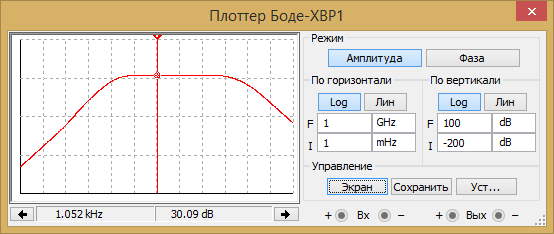 Плоттер Боде-XBP1
Режим
Амплитуда Фаза
По горизонтали По вертикали
Log Лин Log Лин
F 1 GHz F 100 dB
I 1 mHz I -200 dB
Управление
Экран Сохранить Уст...
1.052 kHz 30.09 dB + Вх − + Вых −